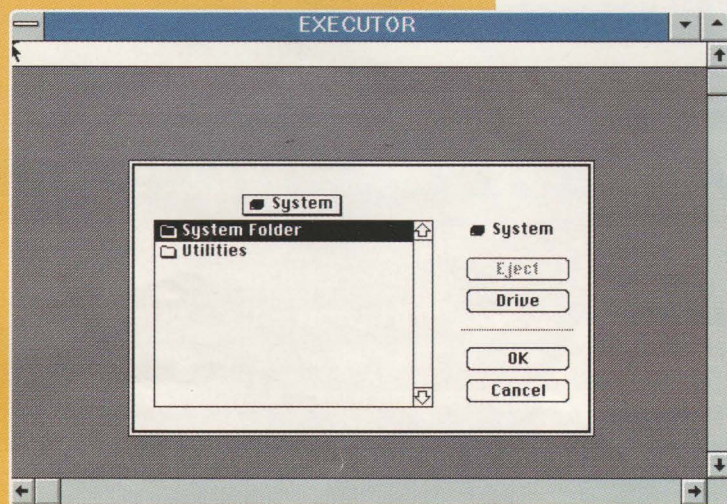 EXECUTOR
System
System Folder
Utilities
System
Eject
Drive
OK
Cancel